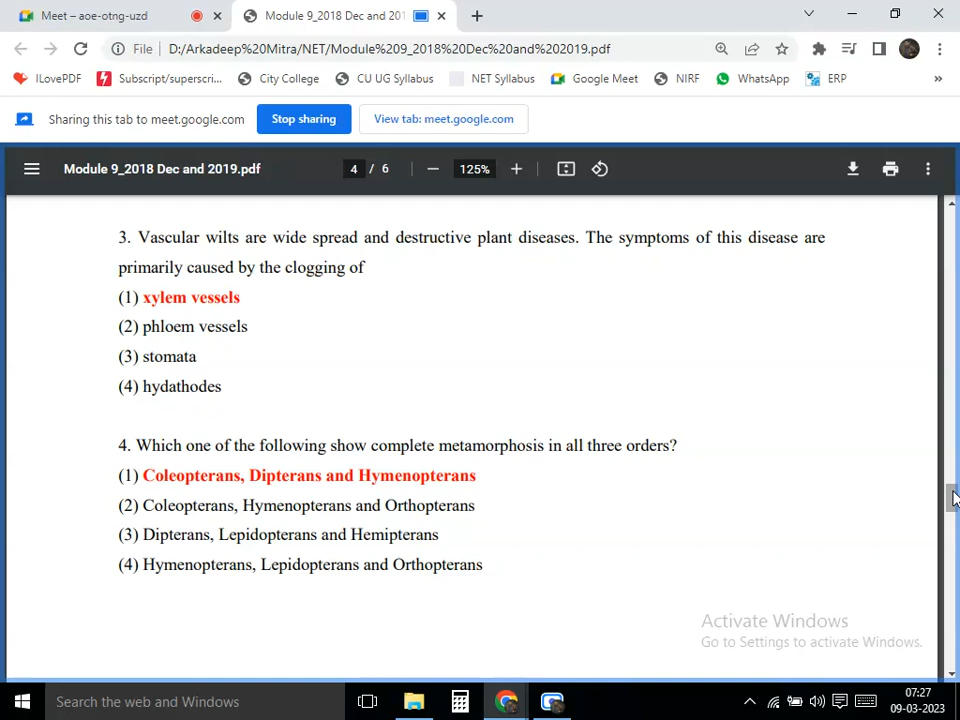 Meet – aoe-otng-uzd
Module 9_2018 Dec and 201
File
D:/Arkadeep%20Mitra/NET/Module%209_2018%20Dec%20and%202019.pdf
ILovePDF
Subscript/superscri...
City College
CU UG Syllabus
NET Syllabus
Google Meet
NIRF
WhatsApp
ERP
»
Sharing this tab to meet.google.com
Stop sharing
View tab: meet.google.com
Module 9_2018 Dec and 2019.pdf
4 / 6
125%
3. Vascular wilts are wide spread and destructive plant diseases. The symptoms of this disease are
primarily caused by the clogging of
(1) xylem vessels
(2) phloem vessels
(3) stomata
(4) hydathodes
4. Which one of the following show complete metamorphosis in all three orders?
(1) Coleopterans, Dipterans and Hymenopterans
(2) Coleopterans, Hymenopterans and Orthopterans
(3) Dipterans, Lepidopterans and Hemipterans
(4) Hymenopterans, Lepidopterans and Orthopterans
Activate Windows
Go to Settings to activate Windows.
Search the web and Windows
07:27
09-03-2023